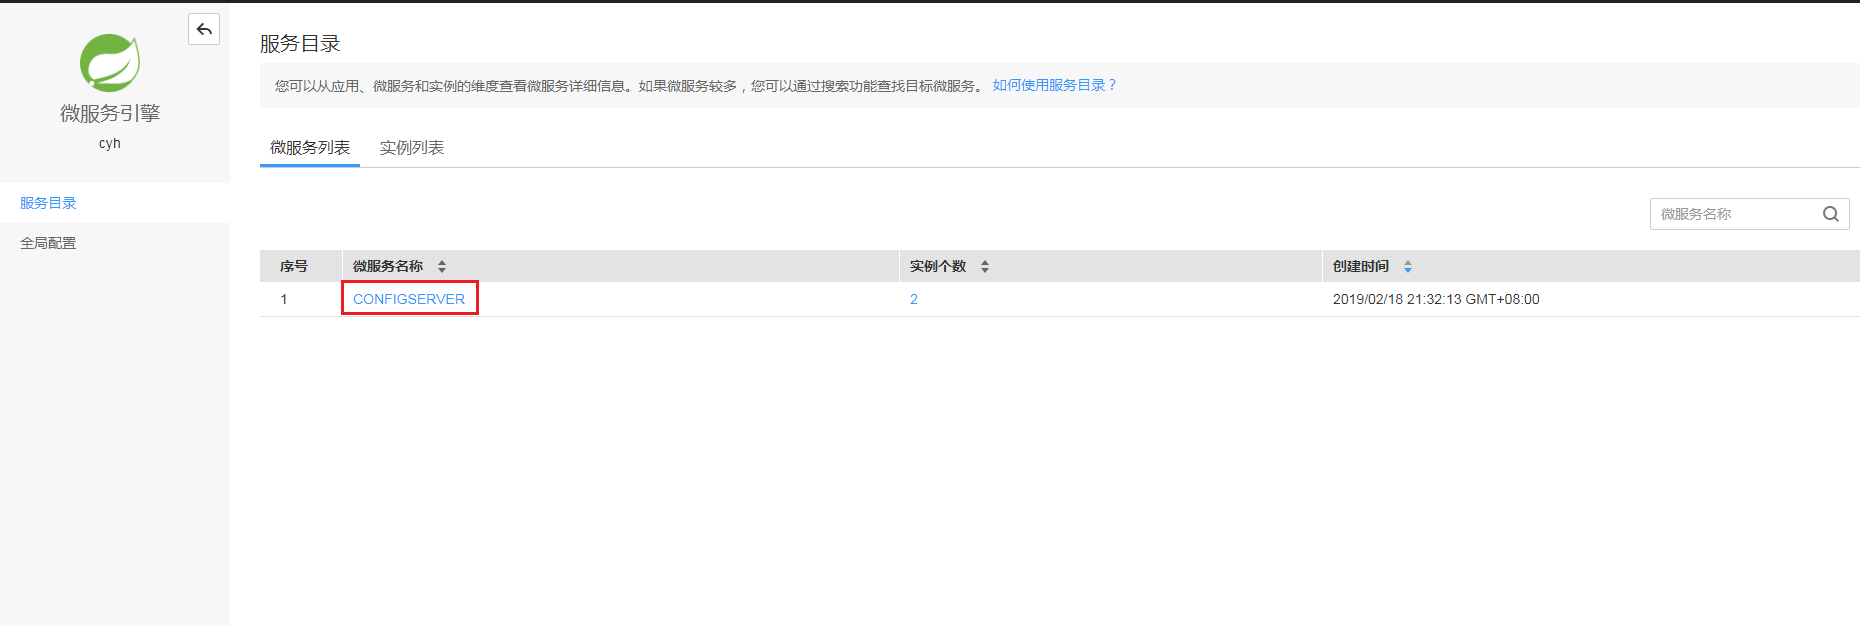 服务目录
您可以从应用、微服务和实例的维度查看微服务详细信息。如果微服务较多，您可以通过搜索功能查找目标微服务。 如何使用服务目录？
微服务引擎
cyh
微服务列表 实例列表
服务目录
全局配置
微服务名称
序号 微服务名称 实例个数 创建时间
1 CONFIGSERVER 2 2019/02/18 21:32:13 GMT+08:00